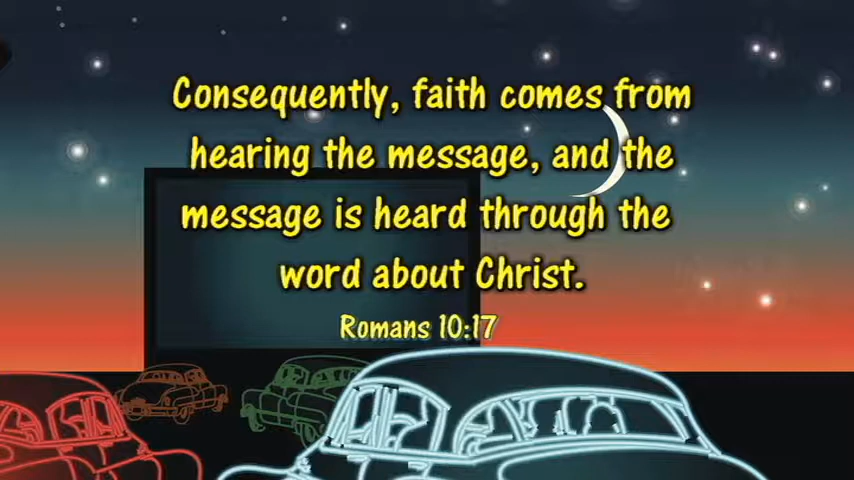 Consequently, faith comes from
hearing the message, and the
message is heard through the
word about Christ.
Romans 10:17